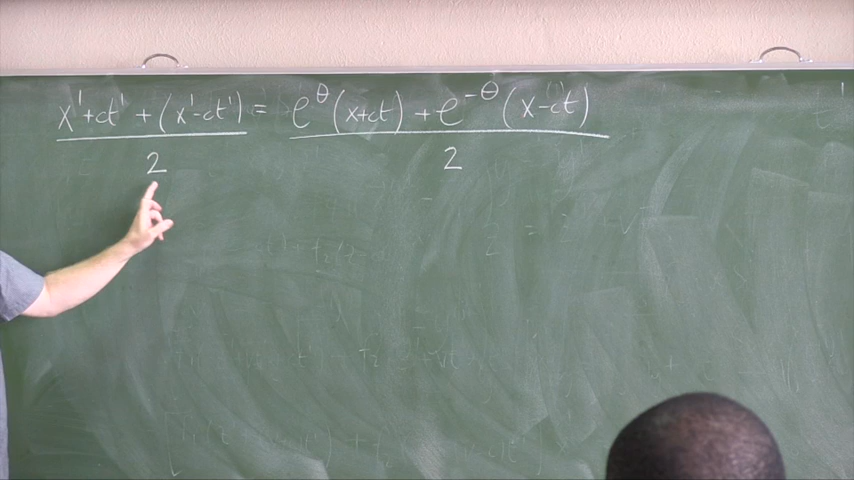 x'+ct' + (x'-ct') = e^θ (x+ct) + e^-θ (x-ct)
2 2